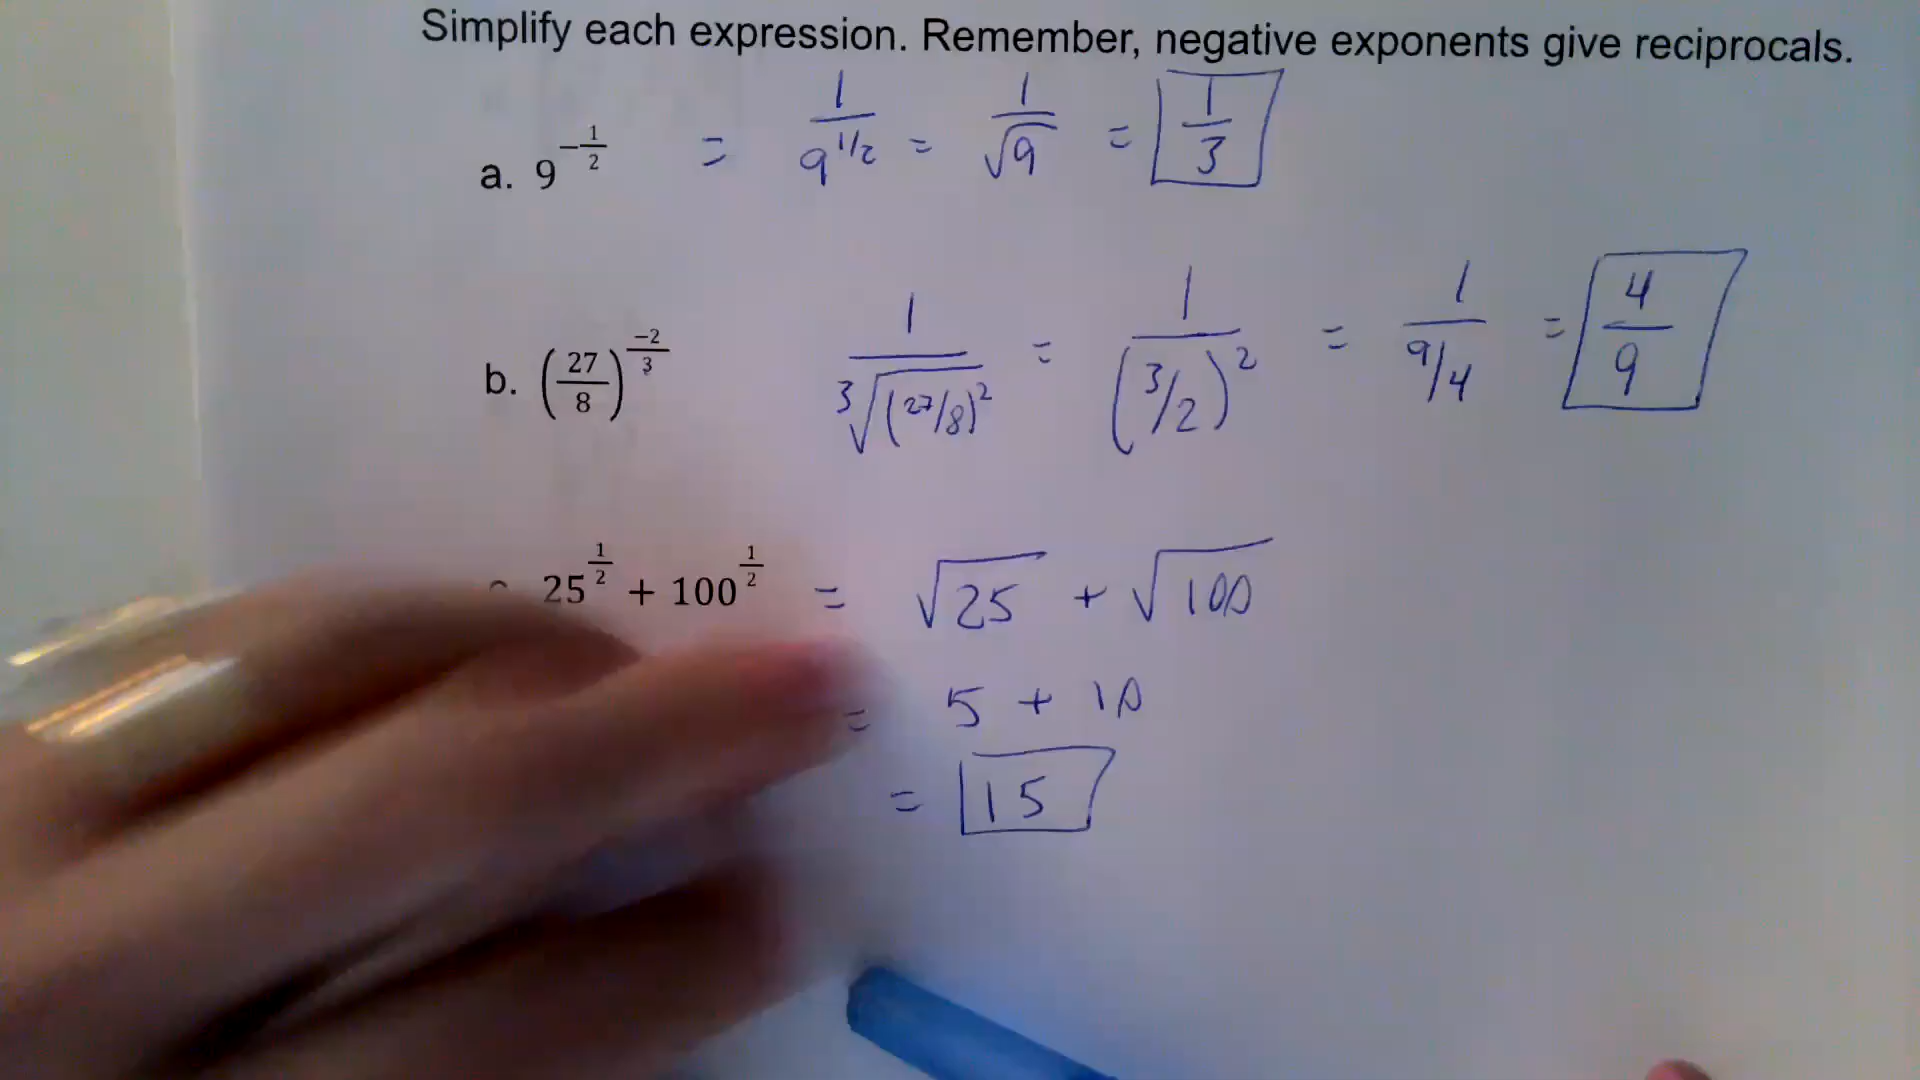 Simplify each expression. Remember, negative exponents give reciprocals.
a. 9^(-1/2) = 1/9^(1/2) = 1/√9 = 1/3
b. (27/8)^(-2/3) 1/∛(27/8)² = 1/(3/2)² = 1/(9/4) = 4/9
25^(1/2) + 100^(1/2) = √25 + √100
= 5 + 10
= 15